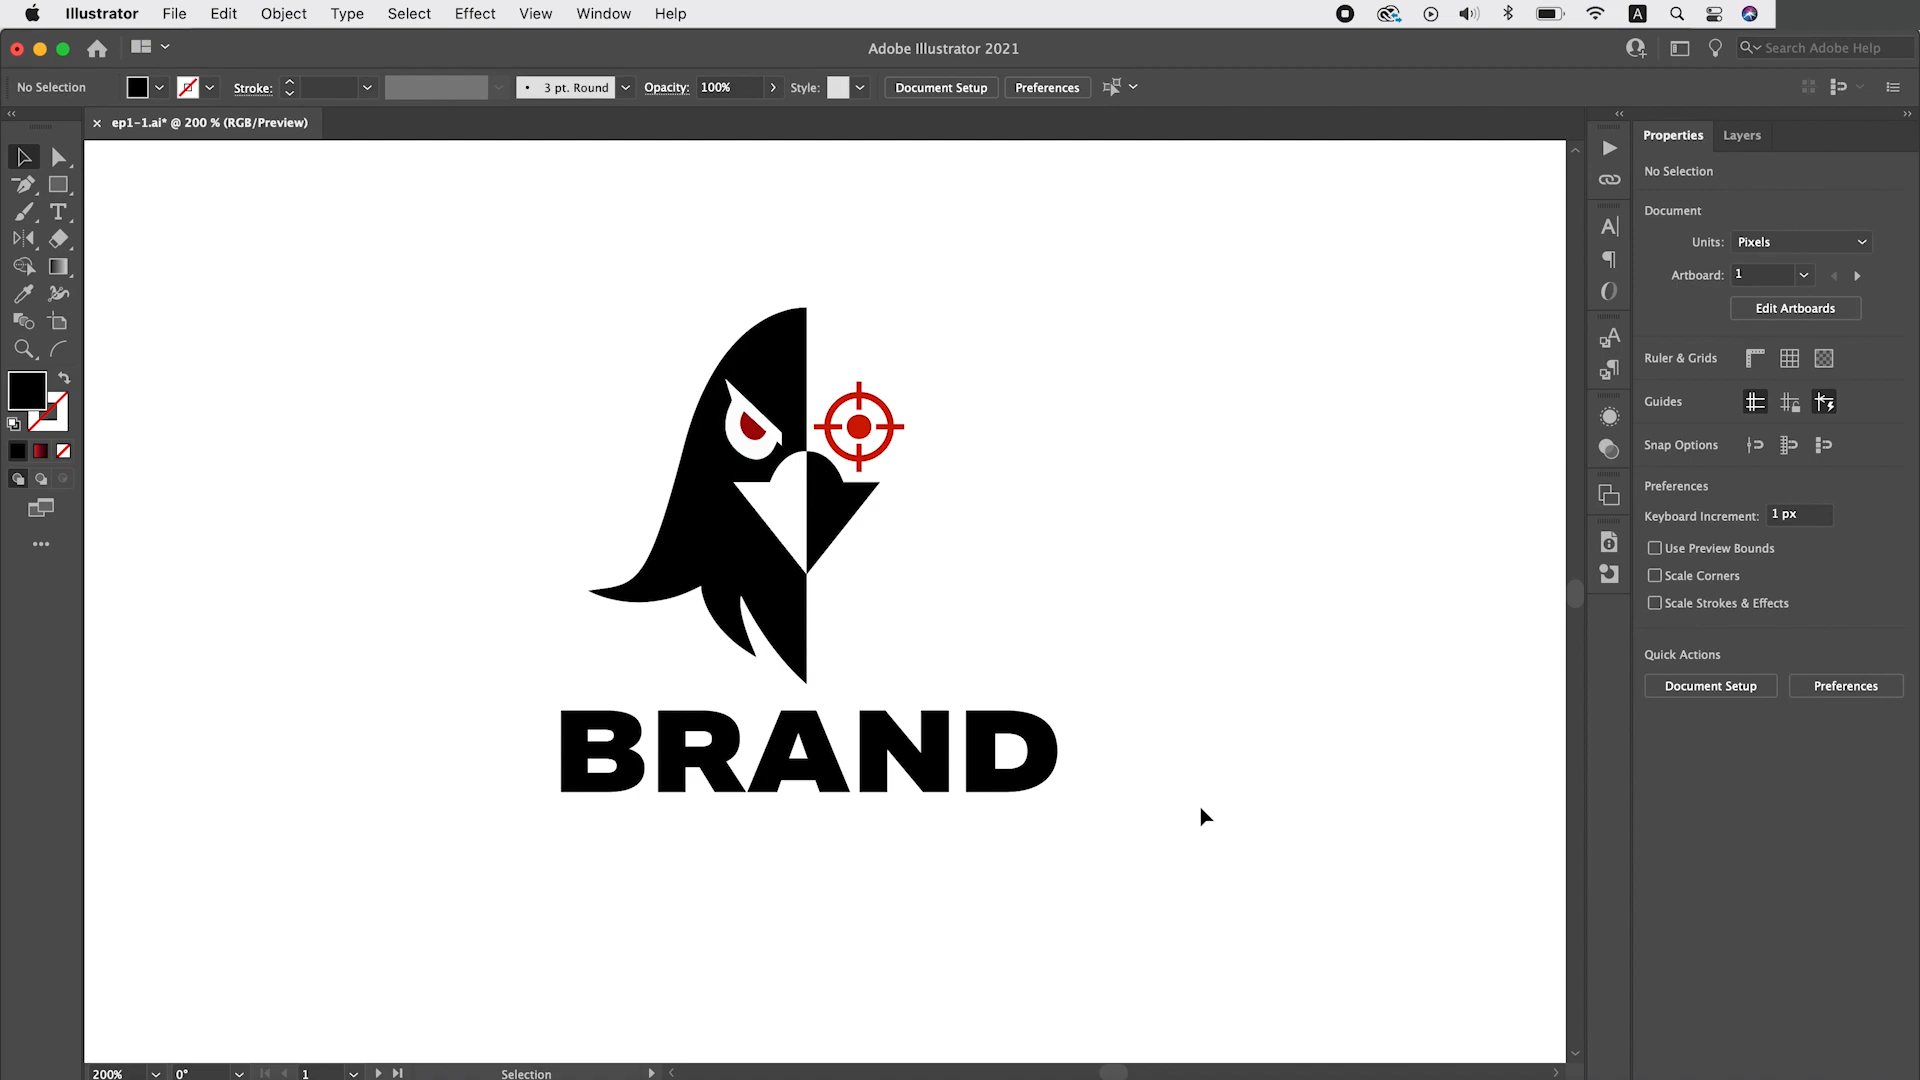 Illustrator File Edit Object Type Select Effect View Window Help A
Adobe Illustrator 2021 Search Adobe Help
No Selection Stroke: 3 pt. Round Opacity: 100% Style: Document Setup Preferences
ep1-1.ai* @ 200 % (RGB/Preview)
Properties Layers
No Selection
Document
Units: Pixels
Artboard: 1
Edit Artboards
Ruler & Grids
Guides
Snap Options
Preferences
Keyboard Increment: 1 px
Use Preview Bounds
Scale Corners
Scale Strokes & Effects
Quick Actions
Document Setup Preferences
BRAND
200% 0° 1 Selection